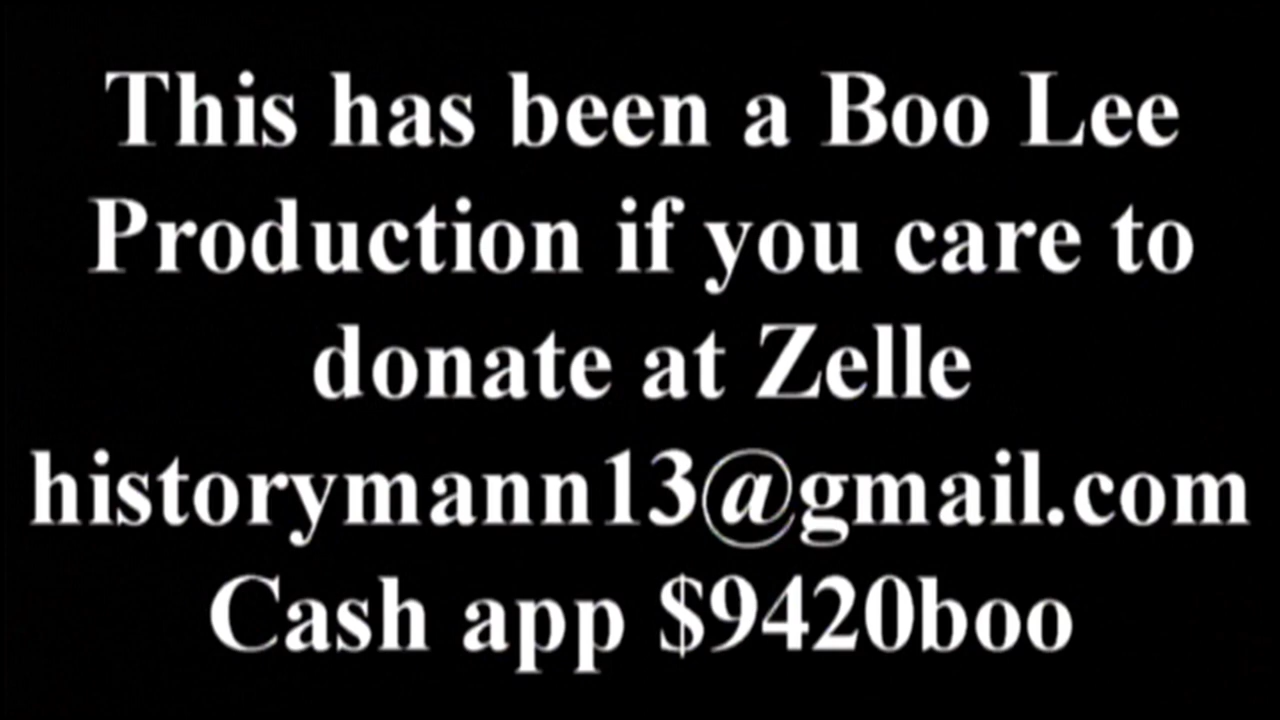 This has been a Boo Lee
Production if you care to
donate at Zelle
historymann13@gmail.com
Cash app $9420boo